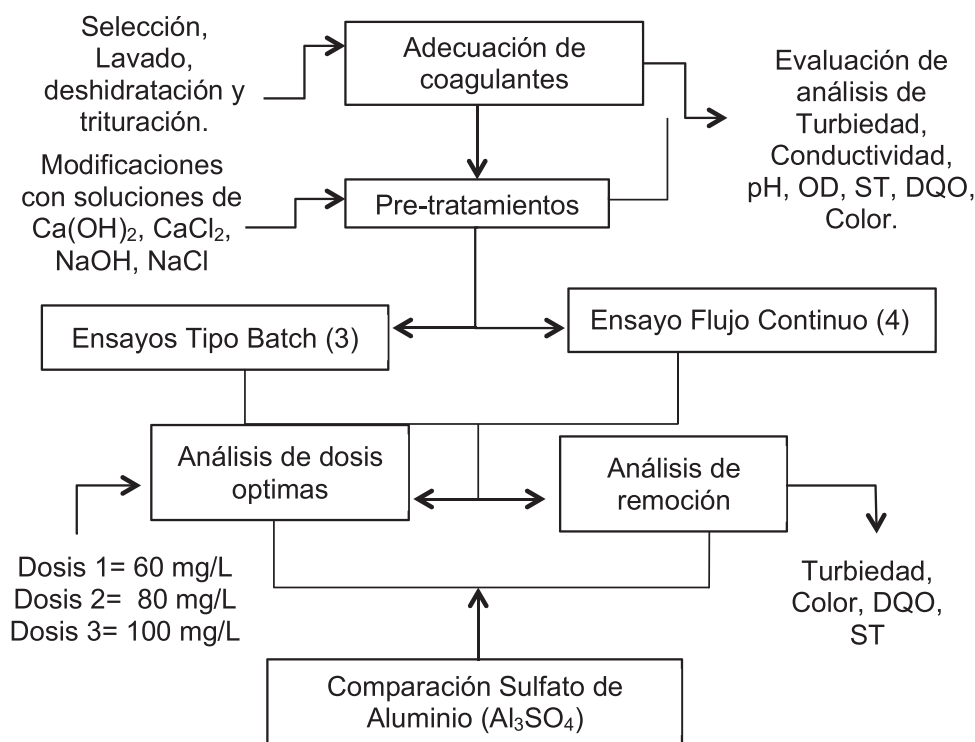 Selección,
Lavado,
deshidratación y
trituración.
Adecuación de
coagulantes
Evaluación de
análisis de
Turbiedad,
Conductividad,
pH, OD, ST, DQO,
Color.
Modificaciones
con soluciones de
Ca(OH)₂, CaCl₂,
NaOH, NaCl
Pre-tratamientos
Ensayos Tipo Batch (3)
Ensayo Flujo Continuo (4)
Análisis de dosis
optimas
Análisis de
remoción
Dosis 1= 60 mg/L
Dosis 2= 80 mg/L
Dosis 3= 100 mg/L
Turbiedad,
Color, DQO,
ST
Comparación Sulfato de
Aluminio (Al₃SO₄)